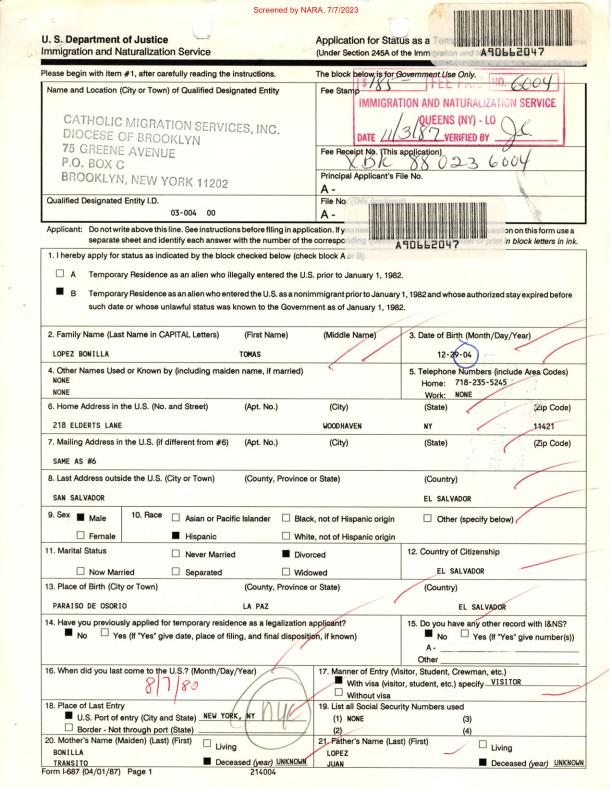 Screened by NARA, 7/7/2023
U. S. Department of Justice
Immigration and Naturalization Service
Application for Status as a
(Under Section 245A of the Imm
A90662047
Please begin with item #1, after carefully reading the instructions.
The block below is for Government Use Only.
Name and Location (City or Town) of Qualified Designated Entity
CATHOLIC MIGRATION SERVICES, INC.
DIOCESE OF BROOKLYN
75 GREENE AVENUE
P.O. BOX C
BROOKLYN, NEW YORK 11202
Fee Stamp
$185 FEE PAID NO. 6004
IMMIGRATION AND NATURALIZATION SERVICE
QUEENS (NY) - LO
DATE 11/3/87 VERIFIED BY
Fee Receipt No. (This application)
XBK 88 023 6004
Principal Applicant's File No.
A -
Qualified Designated Entity I.D.
03-004 00
File No.
A -
A90662047
Applicant: Do not write above this line. See instructions before filing in application. If y on on this form use a
separate sheet and identify each answer with the number of the correspo in block letters in ink.
1. I hereby apply for status as indicated by the block checked below (check block A or B).
A Temporary Residence as an alien who illegally entered the U.S. prior to January 1, 1982.
B Temporary Residence as an alien who entered the U.S. as a nonimmigrant prior to January 1, 1982 and whose authorized stay expired before
such date or whose unlawful status was known to the Government as of January 1, 1982.
2. Family Name (Last Name in CAPITAL Letters) (First Name) (Middle Name)
LOPEZ BONILLA TOMAS
3. Date of Birth (Month/Day/Year)
12-29-04
4. Other Names Used or Known by (including maiden name, if married)
NONE
NONE
5. Telephone Numbers (include Area Codes)
Home: 718-235-5245
Work: NONE
6. Home Address in the U.S. (No. and Street) (Apt. No.) (City) (State) (Zip Code)
218 ELDERTS LANE WOODHAVEN NY 11421
7. Mailing Address in the U.S. (if different from #6) (Apt. No.) (City) (State) (Zip Code)
SAME AS #6
8. Last Address outside the U.S. (City or Town) (County, Province or State) (Country)
SAN SALVADOR EL SALVADOR
9. Sex Male Female
10. Race Asian or Pacific Islander Black, not of Hispanic origin Other (specify below)
Hispanic White, not of Hispanic origin
11. Marital Status Never Married Divorced
Now Married Separated Widowed
12. Country of Citizenship
EL SALVADOR
13. Place of Birth (City or Town) (County, Province or State) (Country)
PARAISO DE OSORIO LA PAZ EL SALVADOR
14. Have you previously applied for temporary residence as a legalization applicant?
No Yes (If "Yes" give date, place of filing, and final disposition, if known)
15. Do you have any other record with I&NS?
No Yes (If "Yes" give number(s))
A -
Other
16. When did you last come to the U.S.? (Month/Day/Year)
8/7/80
17. Manner of Entry (Visitor, Student, Crewman, etc.)
With visa (visitor, student, etc.) specify VISITOR
Without visa
18. Place of Last Entry
U.S. Port of entry (City and State) NEW YORK, NY
Border - Not through port (State)
nyc
19. List all Social Security Numbers used
(1) NONE (3)
(2) (4)
20. Mother's Name (Maiden) (Last) (First) Living
BONILLA
TRANSITO Deceased (year) UNKNOWN
21. Father's Name (Last) (First) Living
LOPEZ
JUAN Deceased (year) UNKNOWN
Form I-687 (04/01/87) Page 1 214004